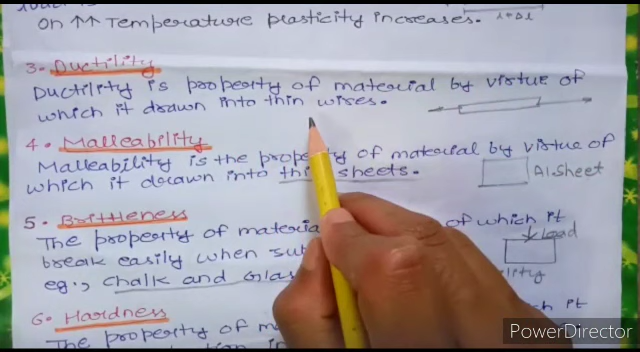 On ↑↑ Temperature plasticity increases.
l+Δl
3. Ductility
Ductility is property of material by virtue of
which it drawn into thin wires.
4. Malleability
Malleability is the property of material by virtue of
which it drawn into thin sheets.
Al. sheet
5. Brittleness
The property of materia of which it
break easily when su
Load
eg., chalk and Glas
6. Hardness
The property of m
PowerDirector